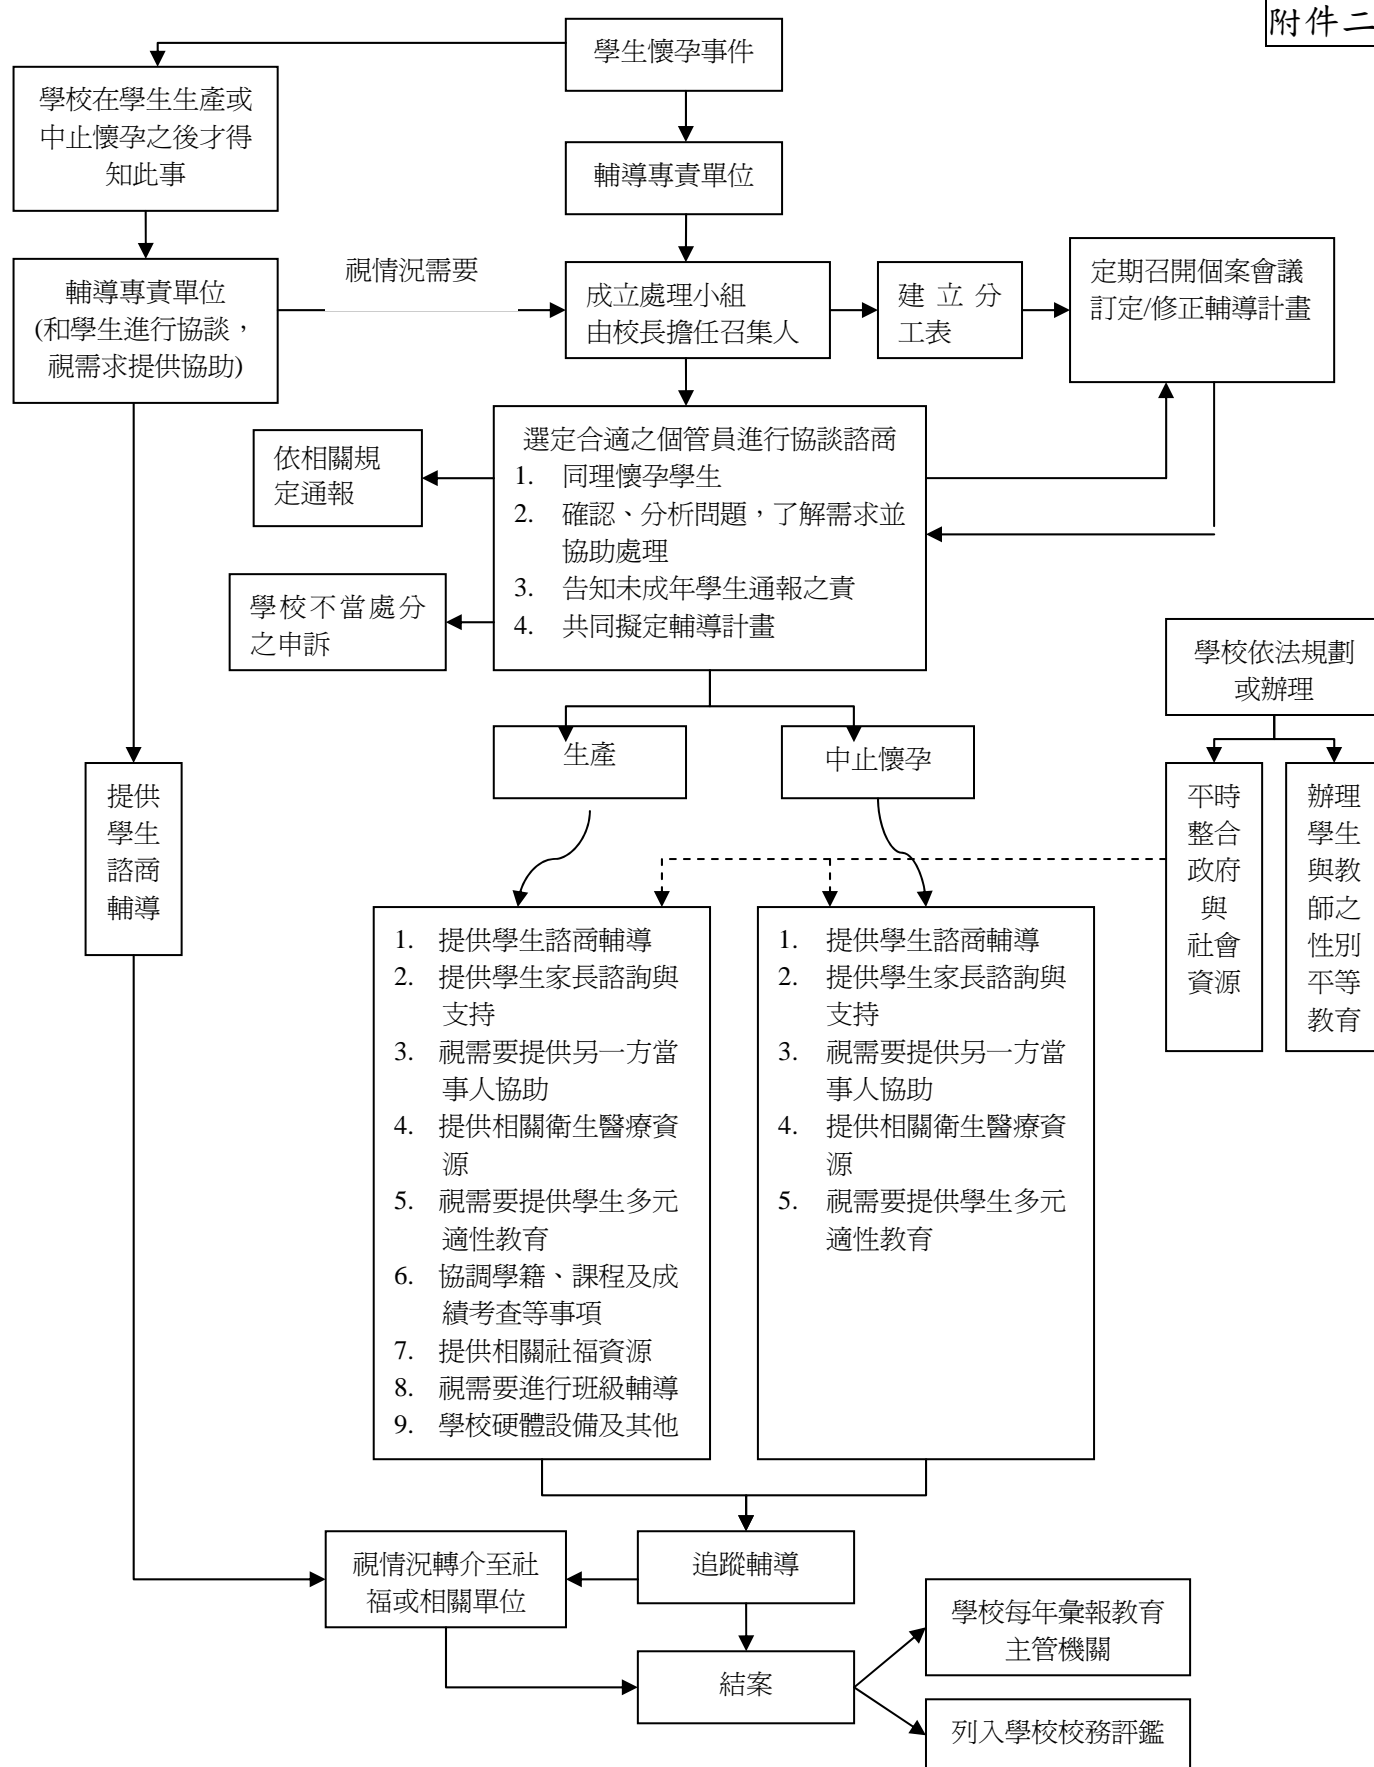 附件二
學生懷孕事件
學校在學生生產或
中止懷孕之後才得
知此事
輔導專責單位
輔導專責單位
(和學生進行協談，
視需求提供協助)
視情況需要
成立處理小組
由校長擔任召集人
建立分
工表
定期召開個案會議
訂定/修正輔導計畫
選定合適之個管員進行協談諮商
1. 同理懷孕學生
2. 確認、分析問題，了解需求並
協助處理
3. 告知未成年學生通報之責
4. 共同擬定輔導計畫
依相關規
定通報
學校不當處分
之申訴
學校依法規劃
或辦理
生產
中止懷孕
提供
學生
諮商
輔導
平時
整合
政府
與
社會
資源
辦理
學生
與教
師之
性別
平等
教育
1. 提供學生諮商輔導
2. 提供學生家長諮詢與
支持
3. 視需要提供另一方當
事人協助
4. 提供相關衛生醫療資
源
5. 視需要提供學生多元
適性教育
6. 協調學籍、課程及成
績考查等事項
7. 提供相關社福資源
8. 視需要進行班級輔導
9. 學校硬體設備及其他
1. 提供學生諮商輔導
2. 提供學生家長諮詢與
支持
3. 視需要提供另一方當
事人協助
4. 提供相關衛生醫療資
源
5. 視需要提供學生多元
適性教育
視情況轉介至社
福或相關單位
追蹤輔導
結案
學校每年彙報教育
主管機關
列入學校校務評鑑